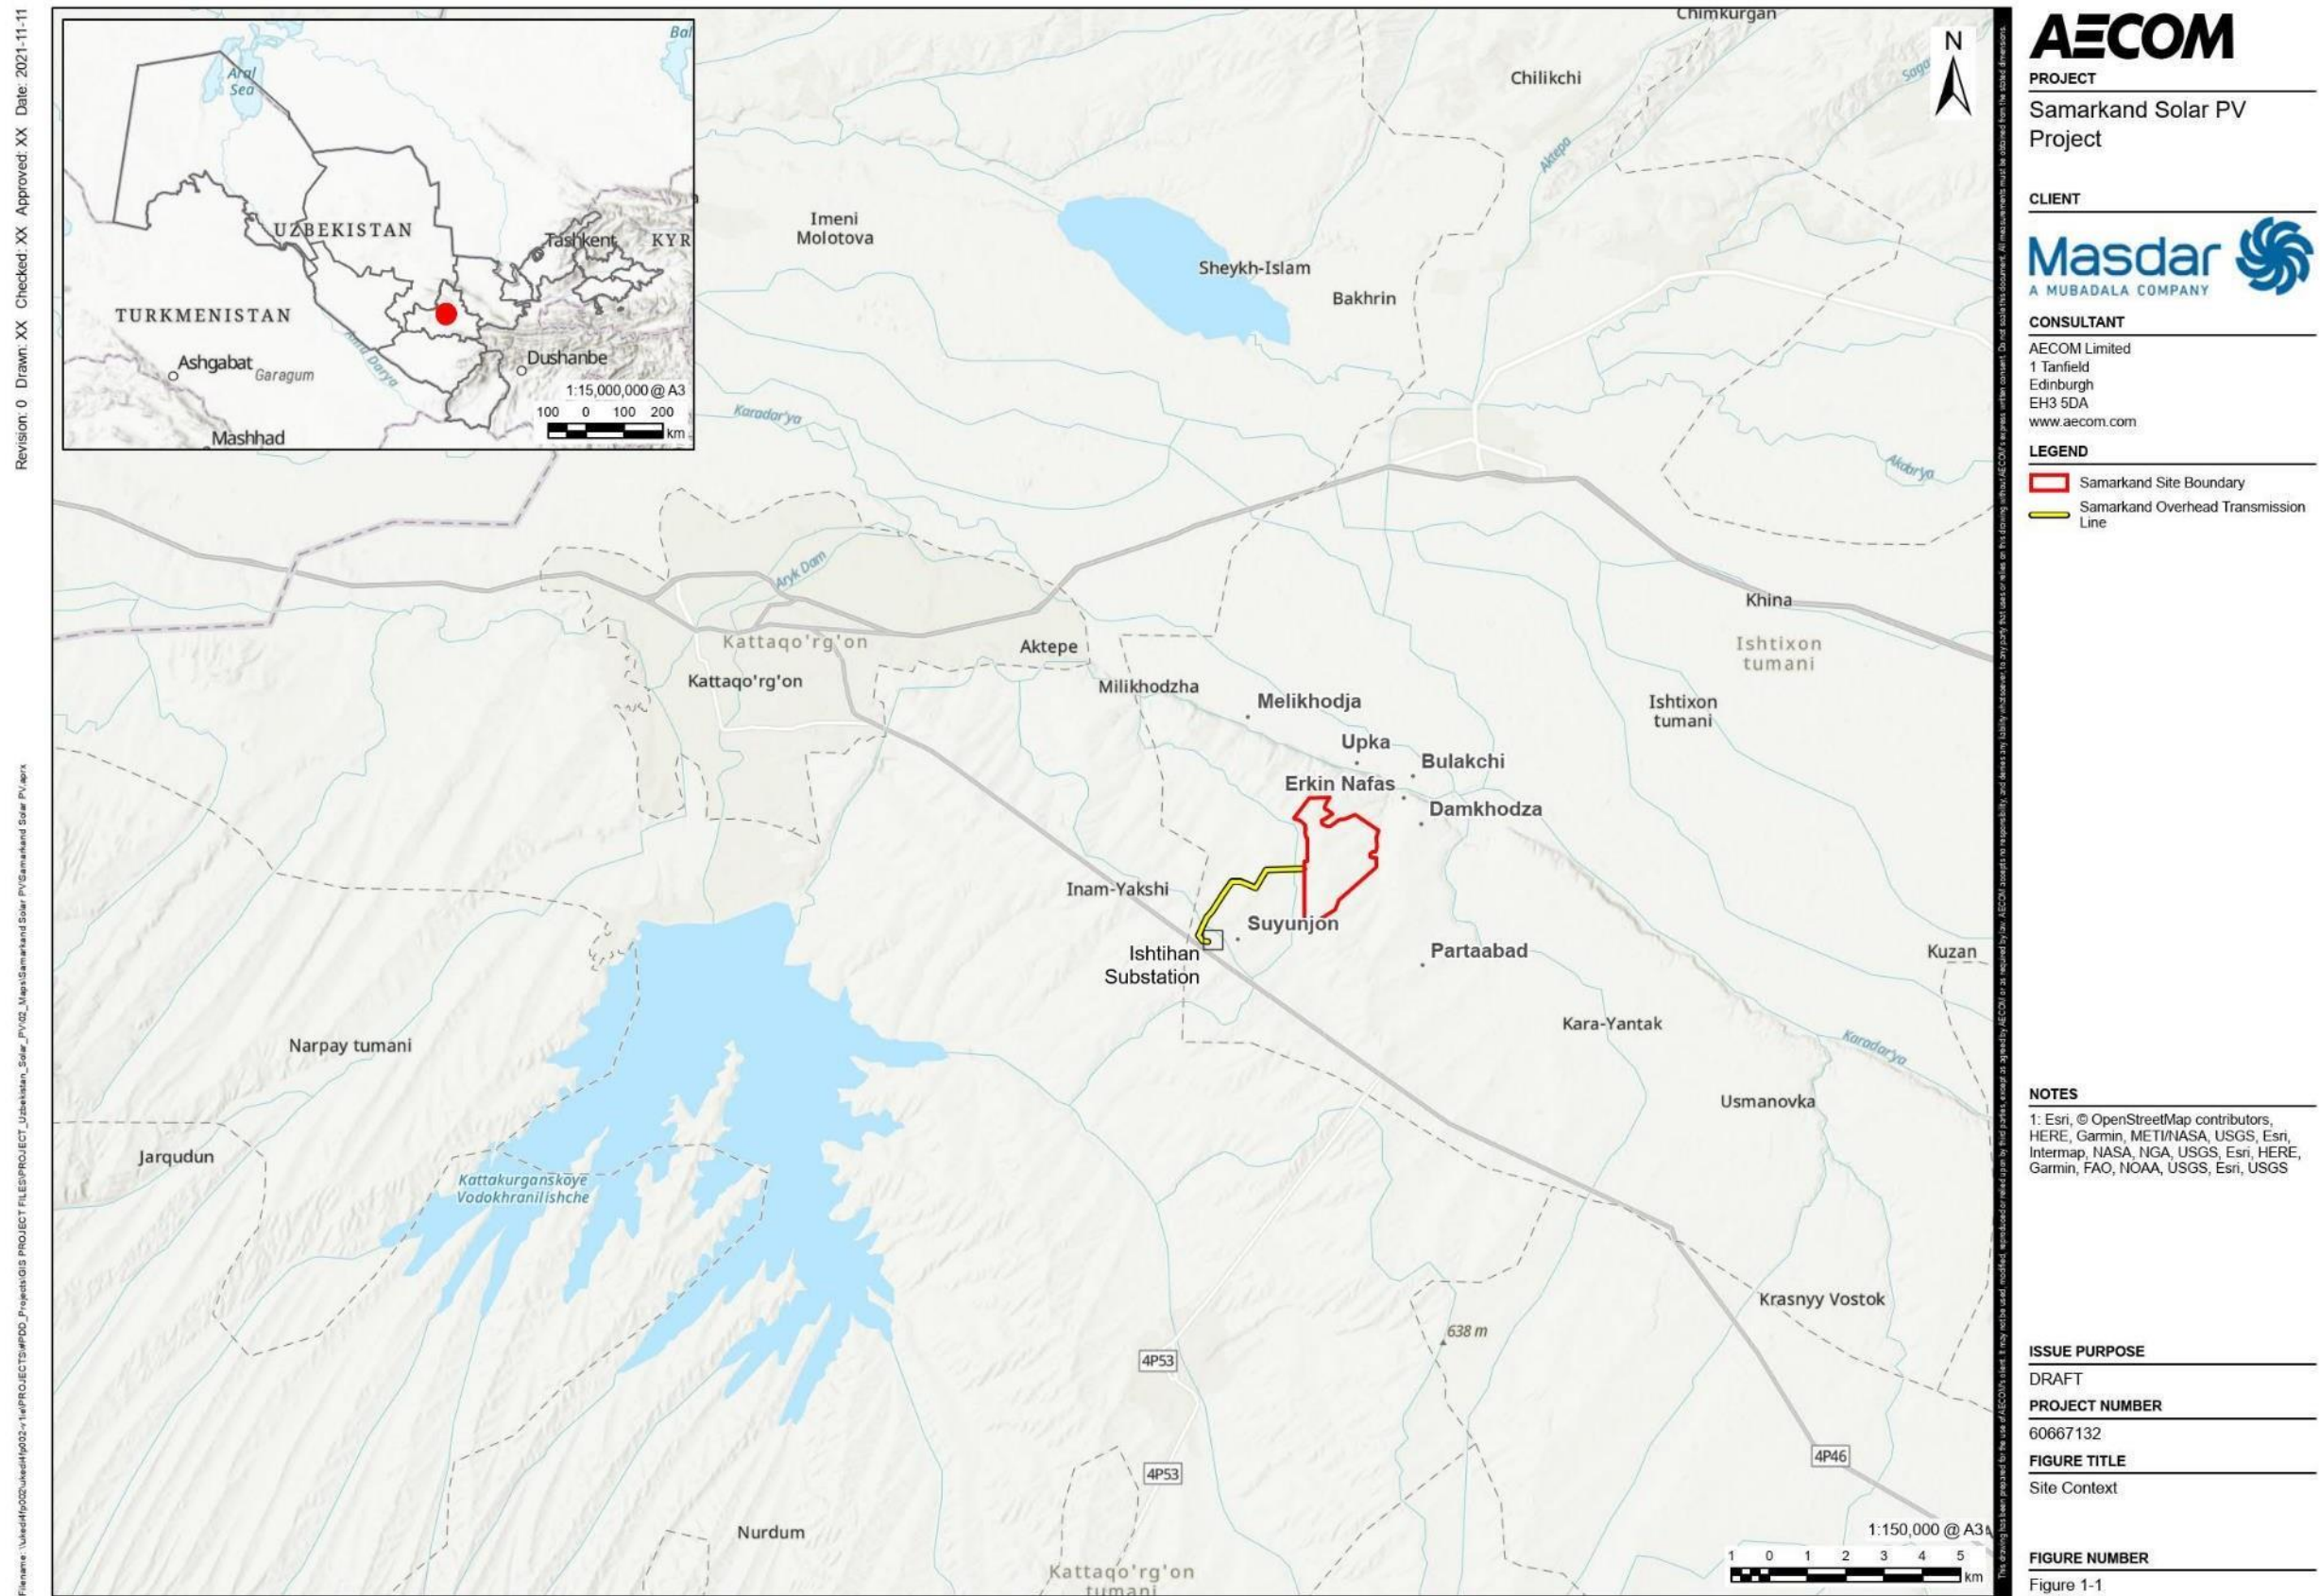 Revision: 0 Drawn: XX Checked: XX Approved: XX Date: 2021-11-11
Aral
Sea
Bal
UZBEKISTAN
Tashkent
KYR
TURKMENISTAN
Ashgabat
Garagum
Amu Darya
Dushanbe
Mashhad
1:15,000,000 @ A3
100 0 100 200
km
N
Chimkurgan
Chilikchi
Aktepa
Saga
Imeni
Molotova
Sheykh-Islam
Bakhrin
Karadar'ya
Akdar'ya
Aryk Dam
Khina
Kattaqo'rg'on
Aktepe
Ishtixon
tumani
Kattaqo'rg'on
Milikhodzha
Melikhodja
Ishtixon
tumani
Upka
Bulakchi
Erkin Nafas
Damkhodza
Inam-Yakshi
Suyunjon
Ishtihan
Substation
Partaabad
Kuzan
Kara-Yantak
Karadar'ya
Narpay tumani
Usmanovka
Jarqudun
Kattakurganskoye
Vodokhranilishche
Krasnyy Vostok
638 m
4P53
4P46
4P53
Nurdum
Kattaqo'rg'on
tumani
1:150,000 @ A3
1 0 1 2 3 4 5
km
AECOM
PROJECT
Samarkand Solar PV
Project
CLIENT
Masdar
A MUBADALA COMPANY
CONSULTANT
AECOM Limited
1 Tanfield
Edinburgh
EH3 5DA
www.aecom.com
LEGEND
Samarkand Site Boundary
Samarkand Overhead Transmission
Line
NOTES
1: Esri, © OpenStreetMap contributors,
HERE, Garmin, METI/NASA, USGS, Esri,
Intermap, NASA, NGA, USGS, Esri, HERE,
Garmin, FAO, NOAA, USGS, Esri, USGS
ISSUE PURPOSE
DRAFT
PROJECT NUMBER
60667132
FIGURE TITLE
Site Context
FIGURE NUMBER
Figure 1-1